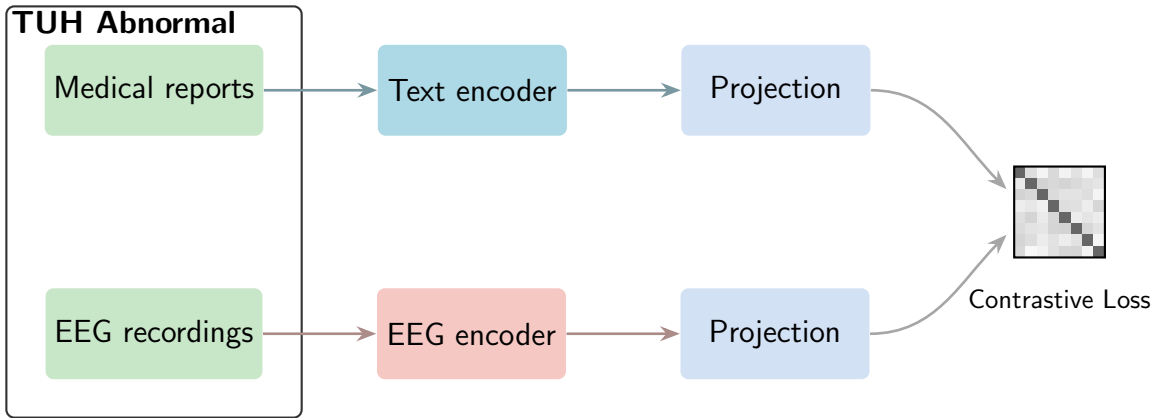 TUH Abnormal
Medical reports
Text encoder
Projection
EEG recordings
EEG encoder
Projection
Contrastive Loss